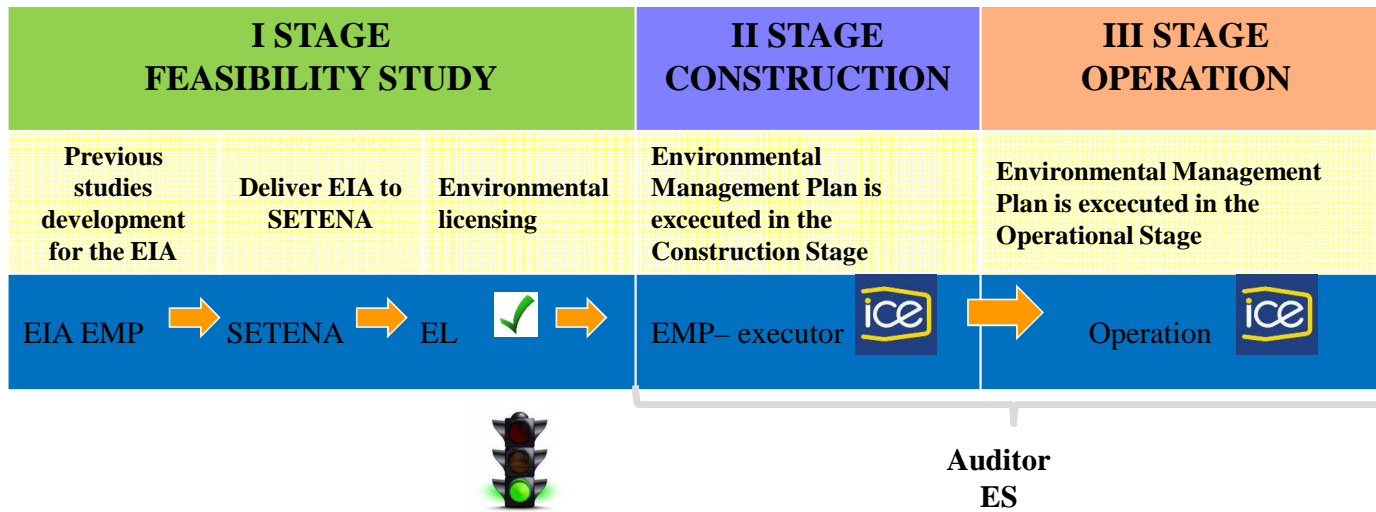 I STAGE
FEASIBILITY STUDY
II STAGE
CONSTRUCTION
III STAGE
OPERATION
Previous
studies
development
for the EIA
Deliver EIA to
SETENA
Environmental
licensing
Environmental
Management Plan is
excecuted in the
Construction Stage
Environmental Management
Plan is excecuted in the
Operational Stage
EIA EMP
SETENA
EL
EMP– executor
ice
Operation
ice
Auditor
ES